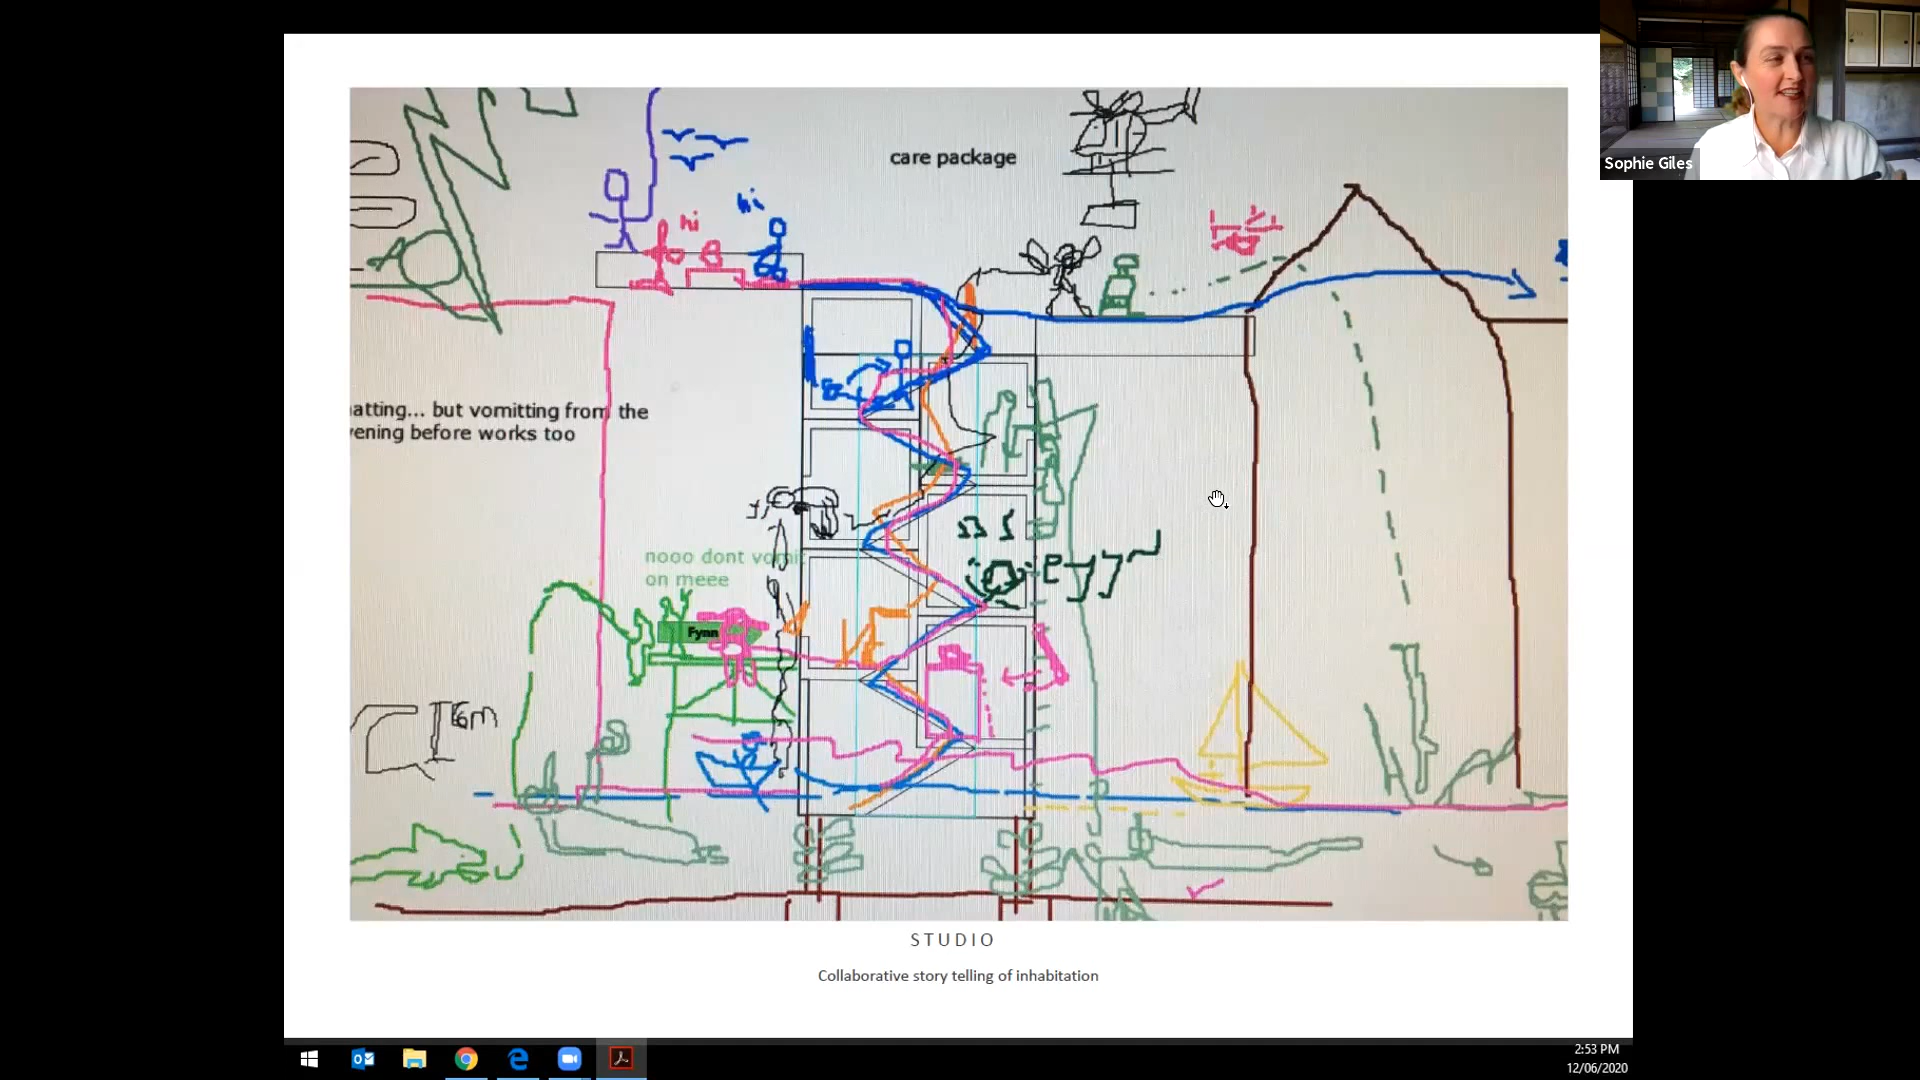 care package
Sophie Giles
hi
hi
atting... but vomitting from the
vening before works too
nooo dont vomit
on meee
Fynn
STUDIO
Collaborative story telling of inhabitation
2:53 PM
12/06/2020